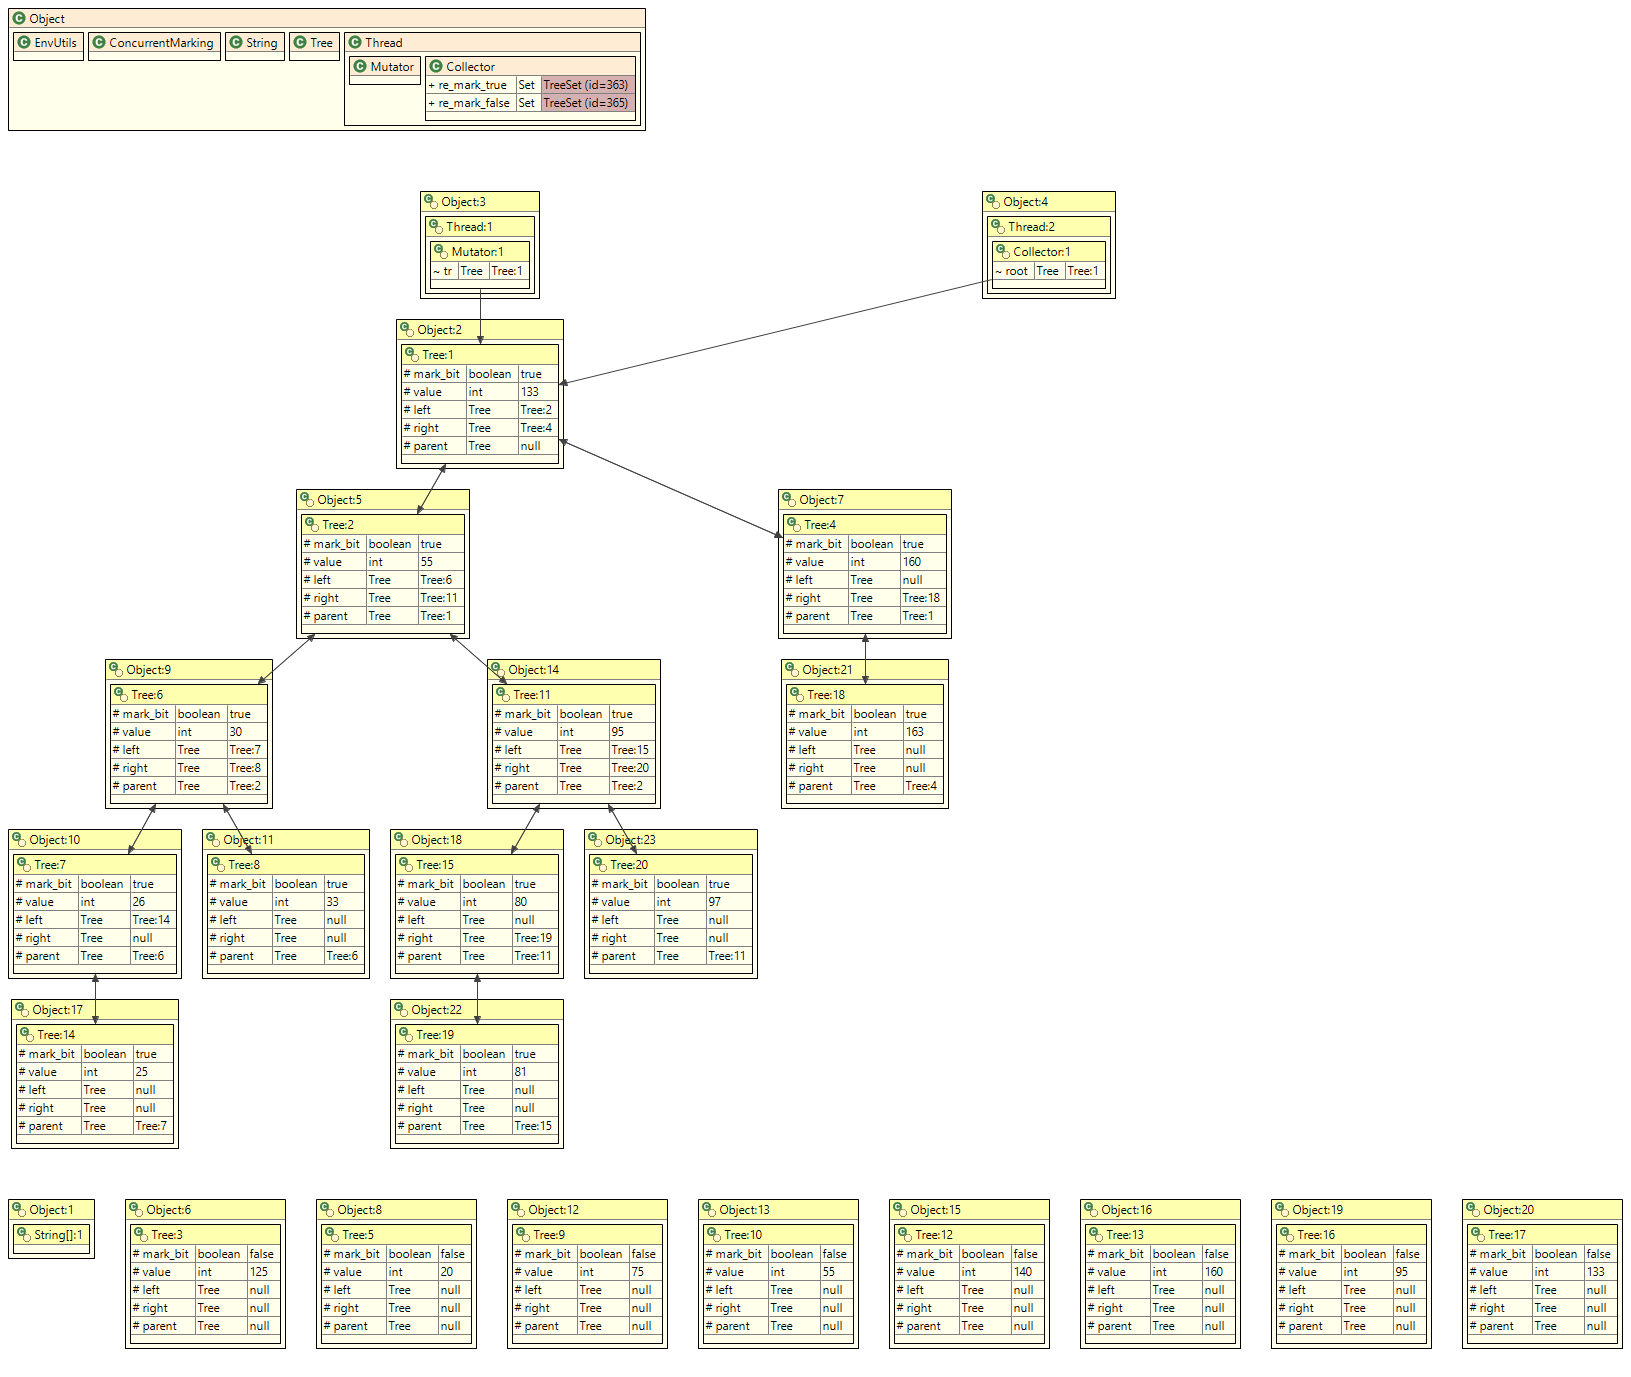 Object
EnvUtils ConcurrentMarking String Tree Thread
Mutator Collector
+ re_mark_true Set TreeSet (id=363)
+ re_mark_false Set TreeSet (id=365)
Object:3
Thread:1
Mutator:1
~ tr Tree Tree:1
Object:4
Thread:2
Collector:1
~ root Tree Tree:1
Object:2
Tree:1
# mark_bit boolean true
# value int 133
# left Tree Tree:2
# right Tree Tree:4
# parent Tree null
Object:5
Tree:2
# mark_bit boolean true
# value int 55
# left Tree Tree:6
# right Tree Tree:11
# parent Tree Tree:1
Object:7
Tree:4
# mark_bit boolean true
# value int 160
# left Tree null
# right Tree Tree:18
# parent Tree Tree:1
Object:9
Tree:6
# mark_bit boolean true
# value int 30
# left Tree Tree:7
# right Tree Tree:8
# parent Tree Tree:2
Object:14
Tree:11
# mark_bit boolean true
# value int 95
# left Tree Tree:15
# right Tree Tree:20
# parent Tree Tree:2
Object:21
Tree:18
# mark_bit boolean true
# value int 163
# left Tree null
# right Tree null
# parent Tree Tree:4
Object:10
Tree:7
# mark_bit boolean true
# value int 26
# left Tree Tree:14
# right Tree null
# parent Tree Tree:6
Object:11
Tree:8
# mark_bit boolean true
# value int 33
# left Tree null
# right Tree null
# parent Tree Tree:6
Object:18
Tree:15
# mark_bit boolean true
# value int 80
# left Tree null
# right Tree Tree:19
# parent Tree Tree:11
Object:23
Tree:20
# mark_bit boolean true
# value int 97
# left Tree null
# right Tree null
# parent Tree Tree:11
Object:17
Tree:14
# mark_bit boolean true
# value int 25
# left Tree null
# right Tree null
# parent Tree Tree:7
Object:22
Tree:19
# mark_bit boolean true
# value int 81
# left Tree null
# right Tree null
# parent Tree Tree:15
Object:1
String[]:1
Object:6
Tree:3
# mark_bit boolean false
# value int 125
# left Tree null
# right Tree null
# parent Tree null
Object:8
Tree:5
# mark_bit boolean false
# value int 20
# left Tree null
# right Tree null
# parent Tree null
Object:12
Tree:9
# mark_bit boolean false
# value int 75
# left Tree null
# right Tree null
# parent Tree null
Object:13
Tree:10
# mark_bit boolean false
# value int 55
# left Tree null
# right Tree null
# parent Tree null
Object:15
Tree:12
# mark_bit boolean false
# value int 140
# left Tree null
# right Tree null
# parent Tree null
Object:16
Tree:13
# mark_bit boolean false
# value int 160
# left Tree null
# right Tree null
# parent Tree null
Object:19
Tree:16
# mark_bit boolean false
# value int 95
# left Tree null
# right Tree null
# parent Tree null
Object:20
Tree:17
# mark_bit boolean false
# value int 133
# left Tree null
# right Tree null
# parent Tree null